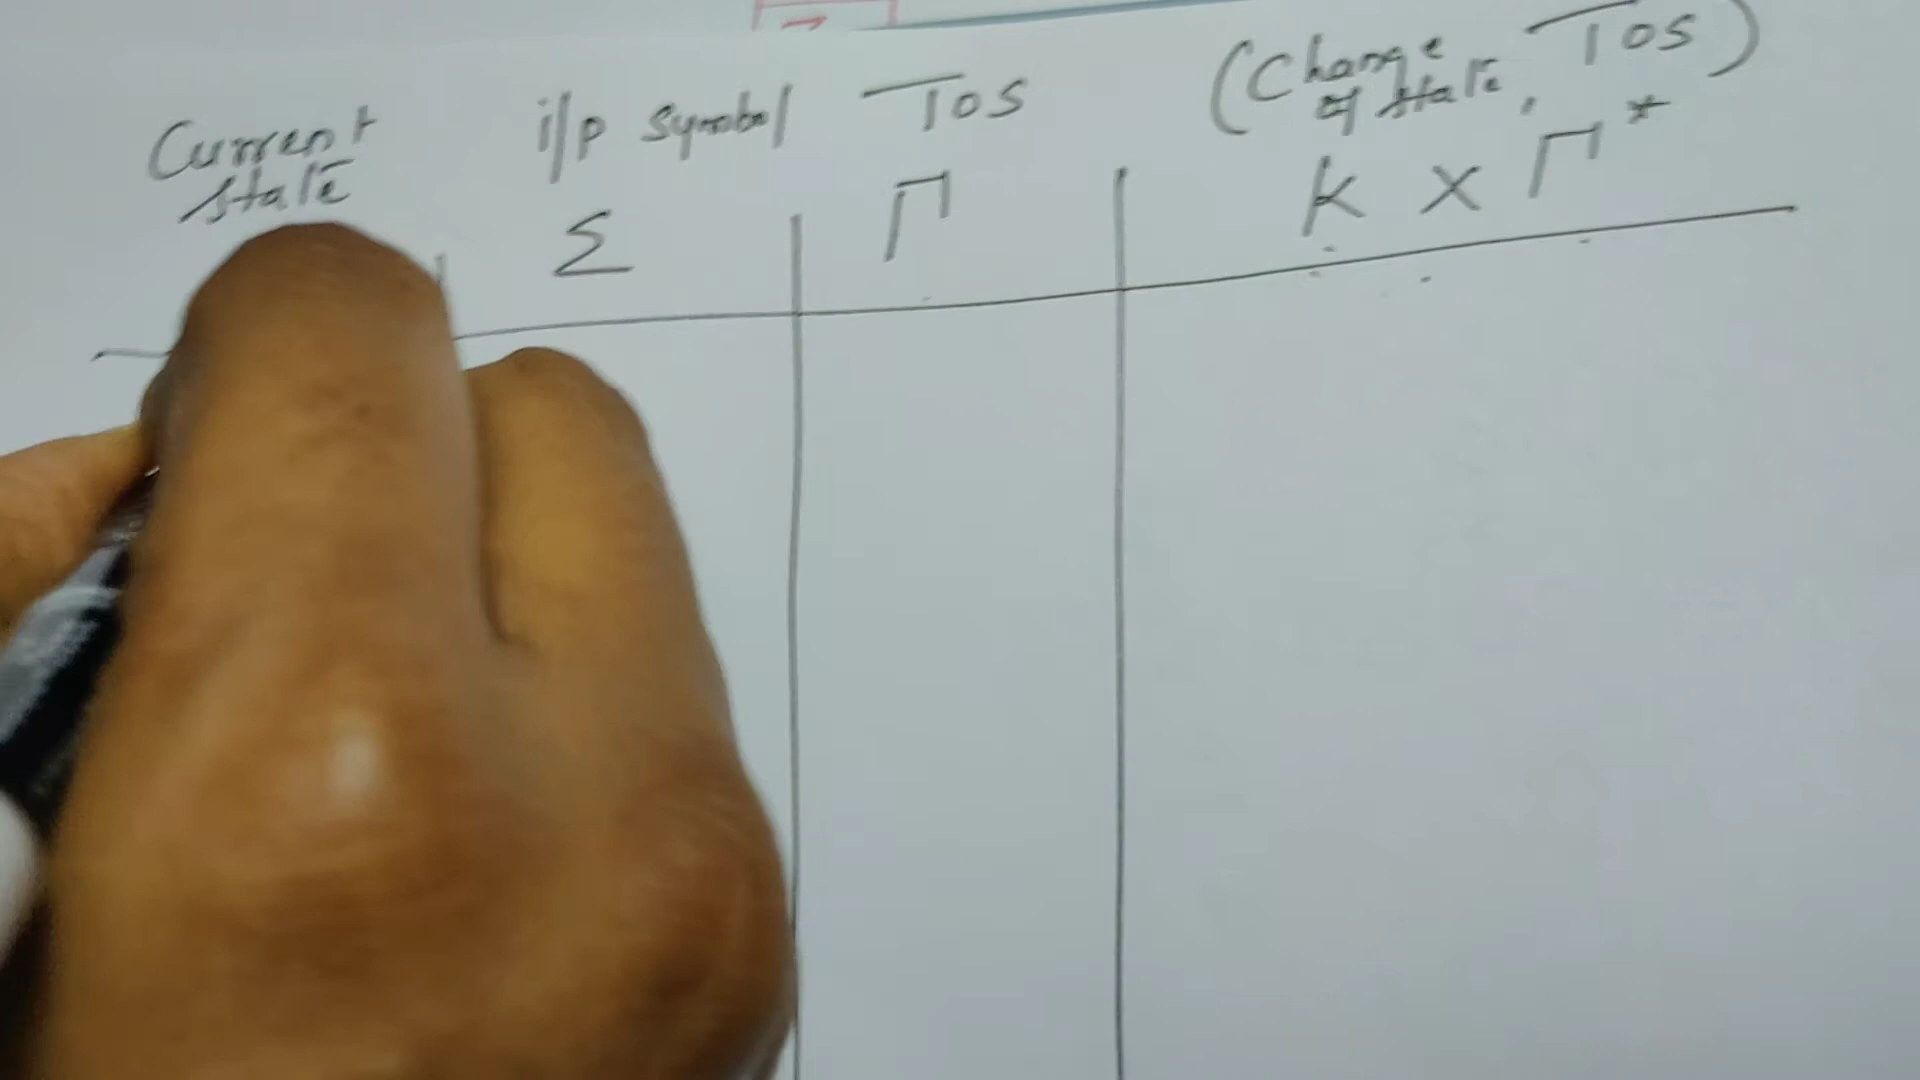 Current state i/p symbol TOS (Change of state, TOS)
Σ Γ K × Γ*